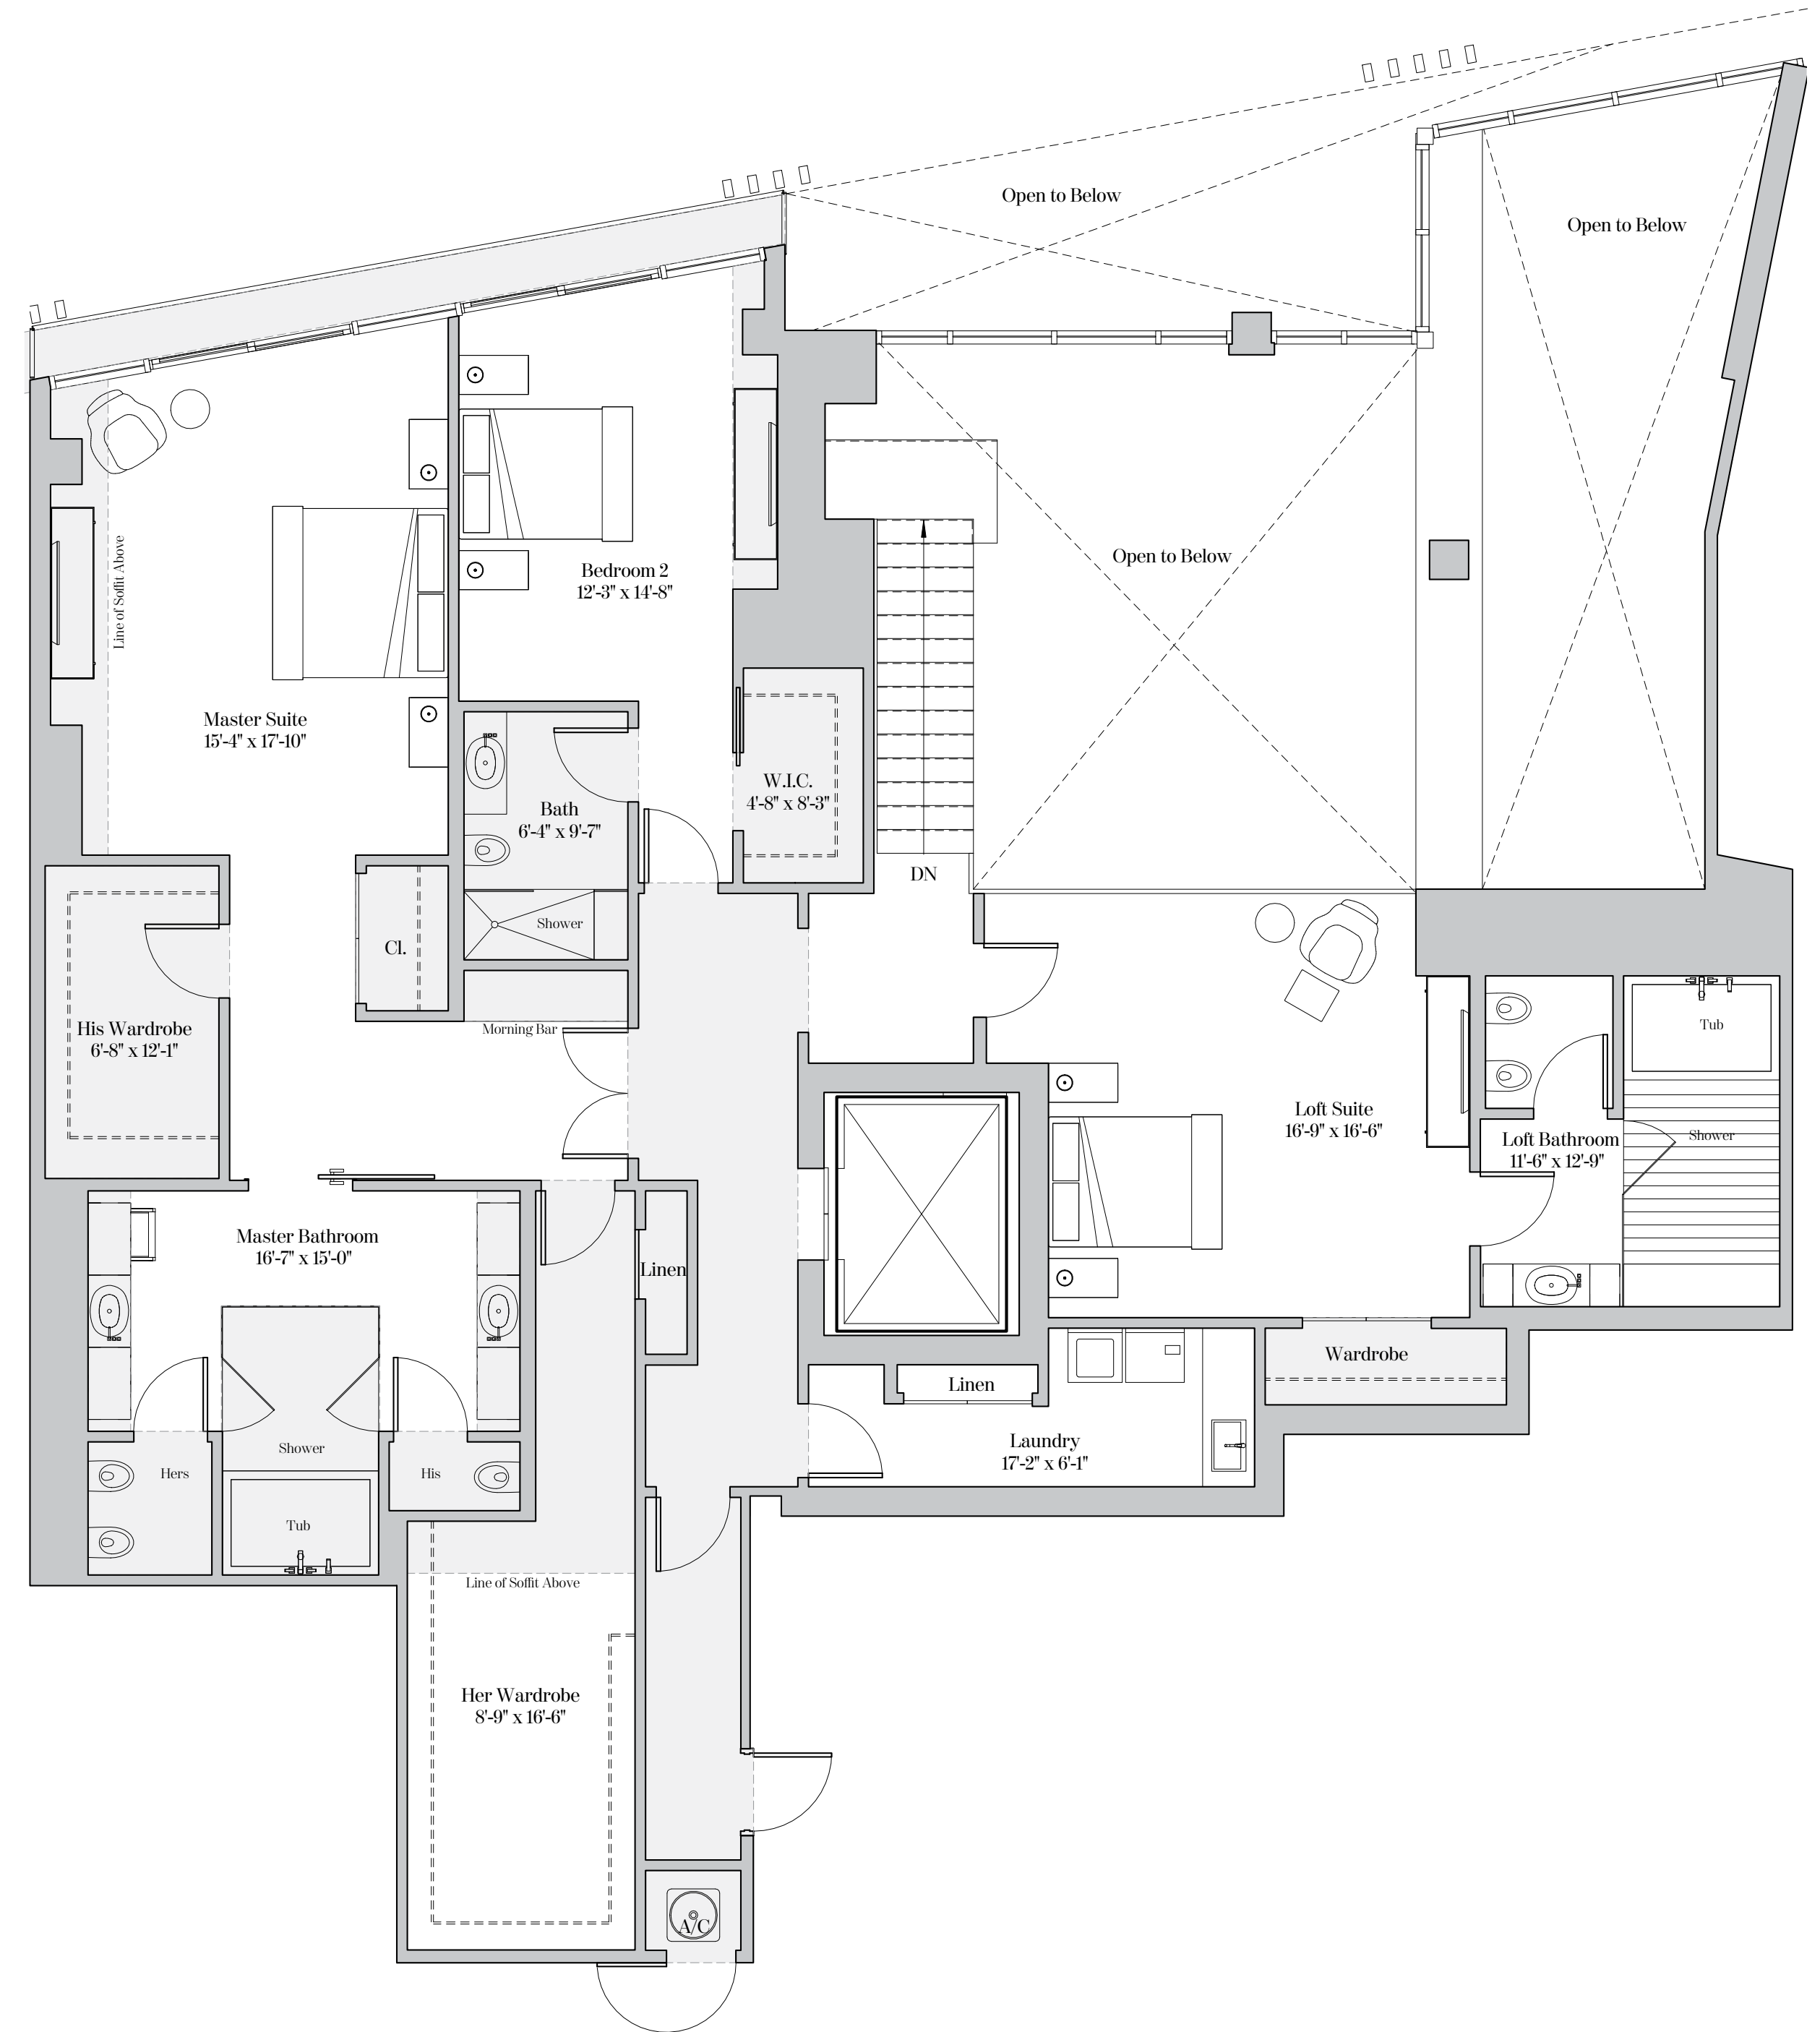 Open to Below
Open to Below
Line of Soffit Above
Bedroom 2
12'-3" x 14'-8"
Open to Below
Master Suite
15'-4" x 17'-10"
W.I.C.
4'-8" x 8'-3"
Bath
6'-4" x 9'-7"
DN
Shower
Cl.
His Wardrobe
6'-8" x 12'-1"
Morning Bar
Tub
Loft Suite
16'-9" x 16'-6"
Loft Bathroom
11'-6" x 12'-9"
Shower
Master Bathroom
16'-7" x 15'-0"
Linen
Wardrobe
Linen
Laundry
17'-2" x 6'-1"
Shower
Hers
His
Tub
Line of Soffit Above
Her Wardrobe
8'-9" x 16'-6"
A/C